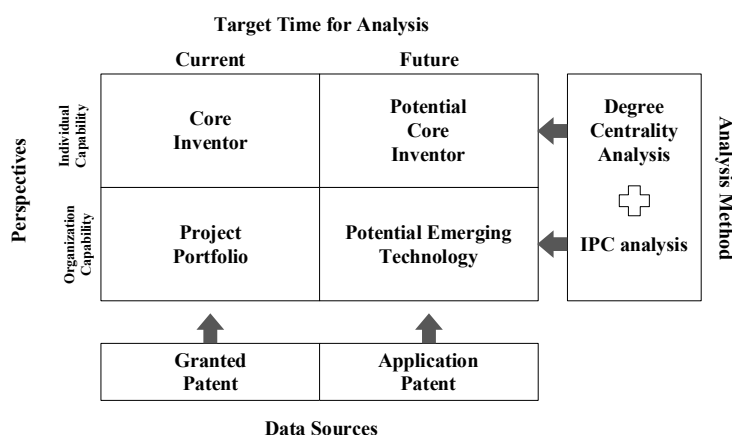 Target Time for Analysis
Current
Future
Perspectives
Individual
Capability
Core
Inventor
Potential
Core
Inventor
Degree
Centrality
Analysis
Analysis Method
Organization
Capability
Project
Portfolio
Potential Emerging
Technology
IPC analysis
Granted
Patent
Application
Patent
Data Sources